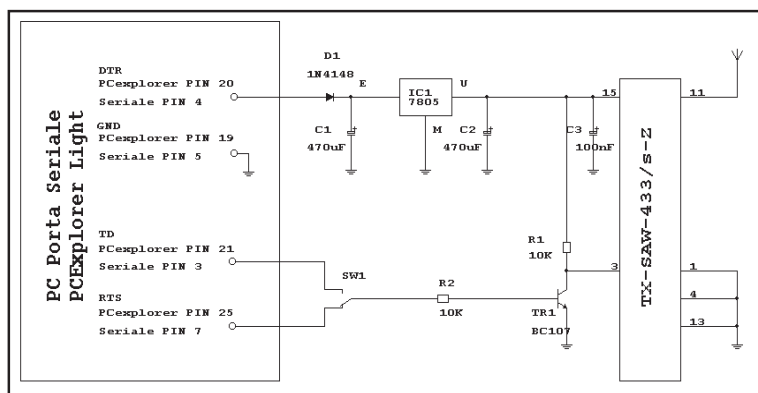 PC Porta Seriale
PCExplorer Light
DTR
PCexplorer PIN 20
Seriale PIN 4
GND
PCexplorer PIN 19
Seriale PIN 5
TD
PCexplorer PIN 21
Seriale PIN 3
RTS
PCexplorer PIN 25
Seriale PIN 7
D1
1N4148
E
IC1
7805
U
M
C1
470uF
C2
470uF
C3
100nF
SW1
R2
10K
R1
10K
TR1
BC107
15
3
TX-SAW-433/s-Z
11
1
4
13